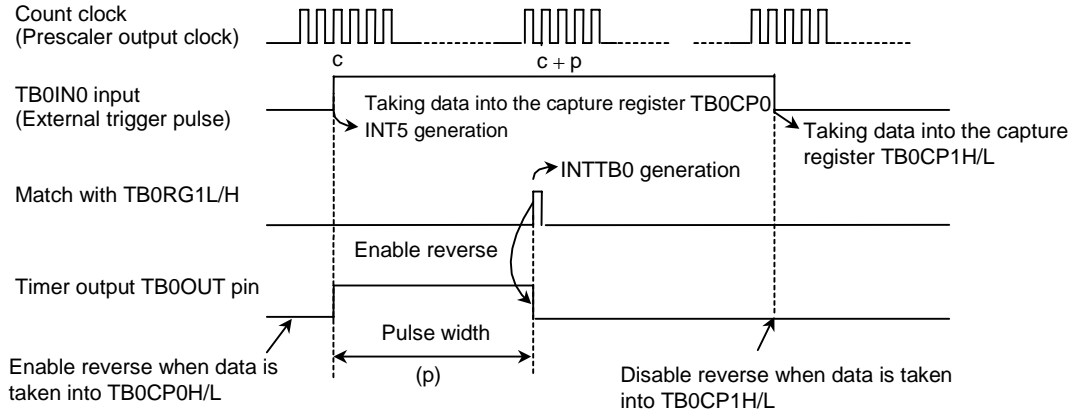 Count clock
(Prescaler output clock)
c
c + p
TB0IN0 input
(External trigger pulse)
Taking data into the capture register TB0CP0
INT5 generation
Taking data into the capture
register TB0CP1H/L
INTTB0 generation
Match with TB0RG1L/H
Enable reverse
Timer output TB0OUT pin
Pulse width
(p)
Enable reverse when data is
taken into TB0CP0H/L
Disable reverse when data is taken
into TB0CP1H/L